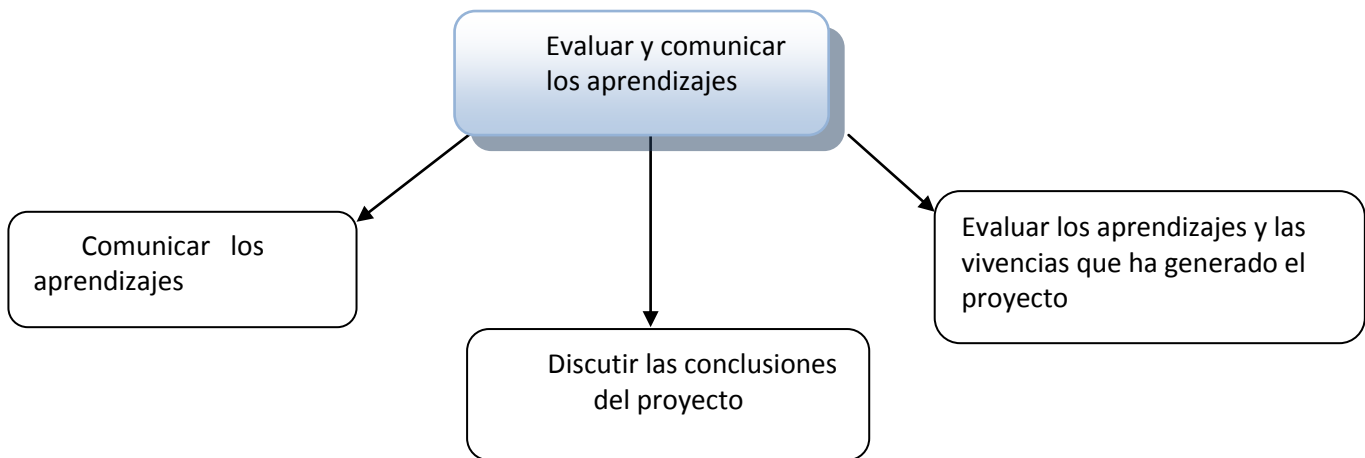 Evaluar y comunicar
los aprendizajes
Comunicar los
aprendizajes
Discutir las conclusiones
del proyecto
Evaluar los aprendizajes y las
vivencias que ha generado el
proyecto